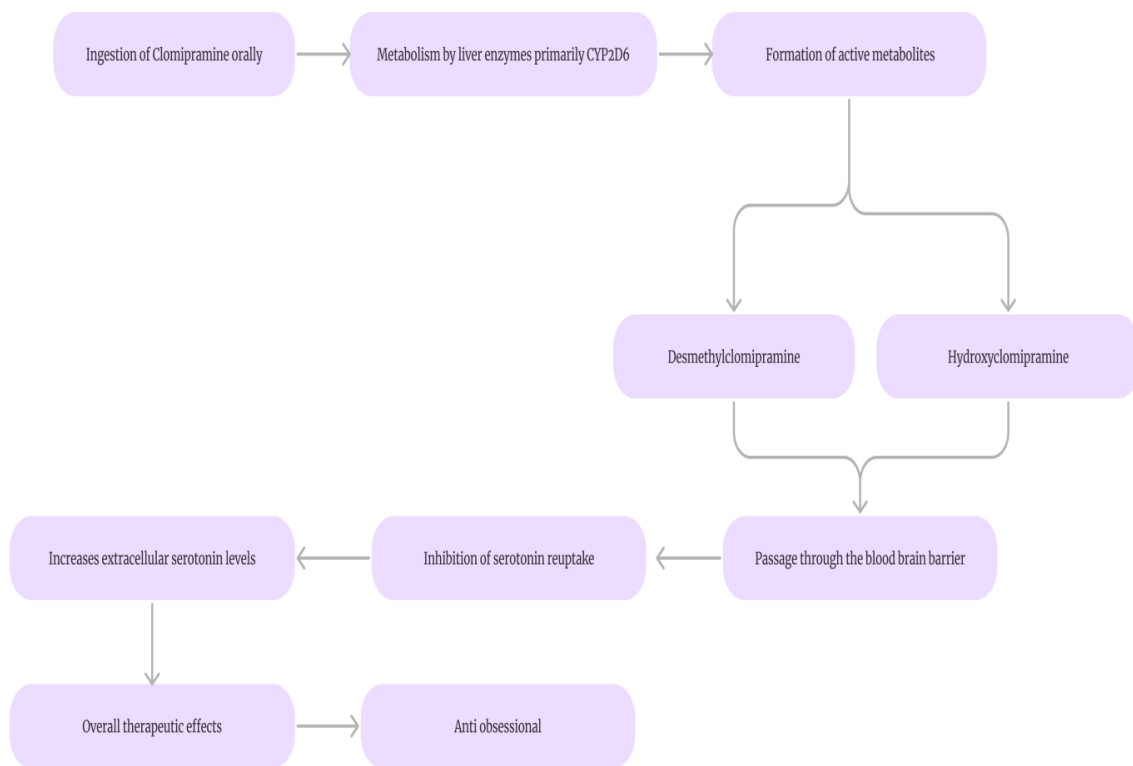 Ingestion of Clomipramine orally
Metabolism by liver enzymes primarily CYP2D6
Formation of active metabolites
Desmethylclomipramine
Hydroxyclomipramine
Passage through the blood brain barrier
Inhibition of serotonin reuptake
Increases extracellular serotonin levels
Overall therapeutic effects
Anti obsessional